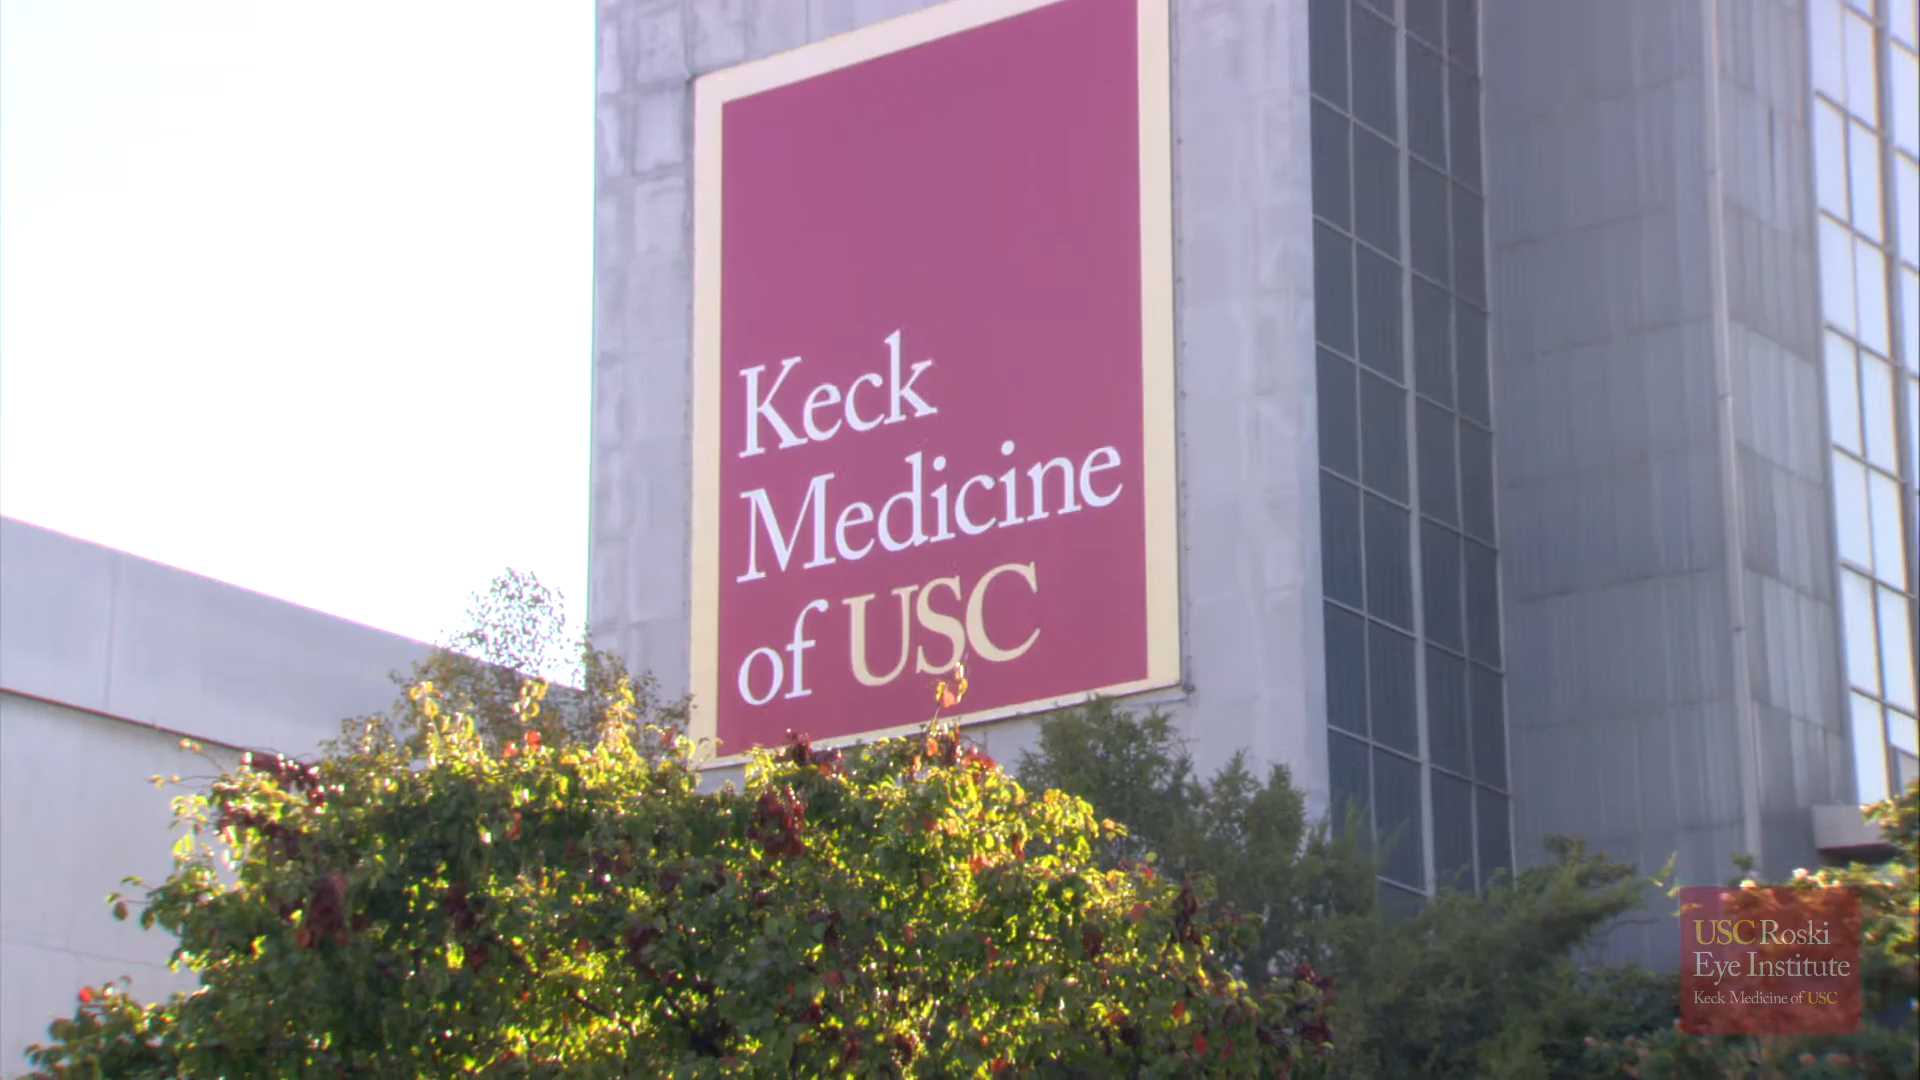 Keck
Medicine
of USC
USC Roski
Eye Institute
Keck Medicine of USC